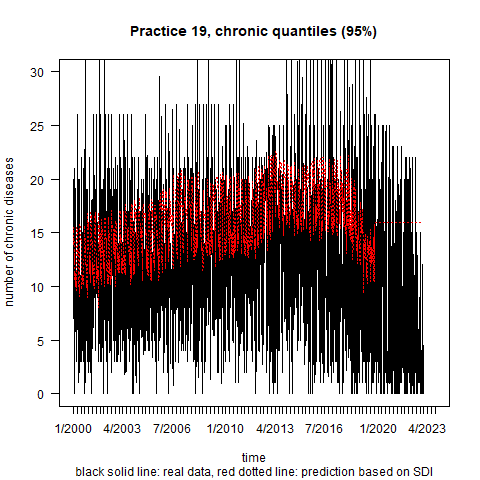 Practice 19, chronic quantiles (95%)
number of chronic diseases
30
25
20
15
10
5
0
1/2000 4/2003 7/2006 1/2010 4/2013 7/2016 1/2020 4/2023
time
black solid line: real data, red dotted line: prediction based on SDI